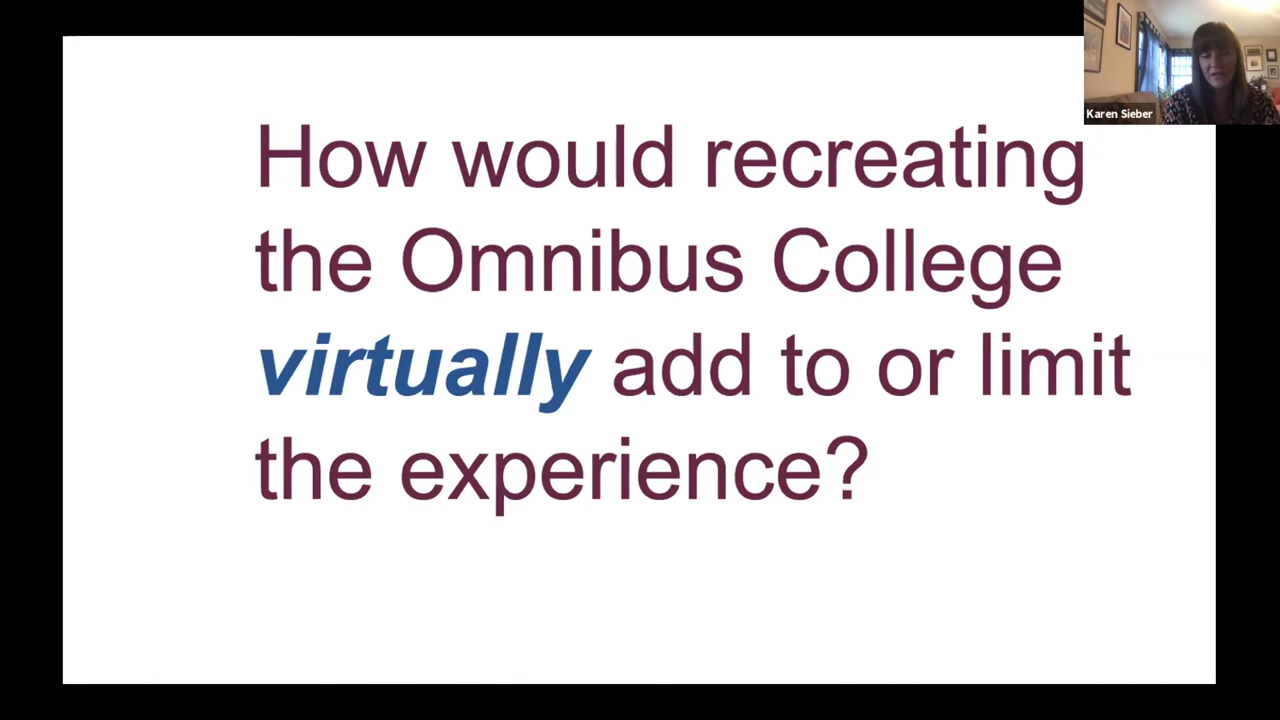 Karen Sieber
How would recreating
the Omnibus College
virtually add to or limit
the experience?